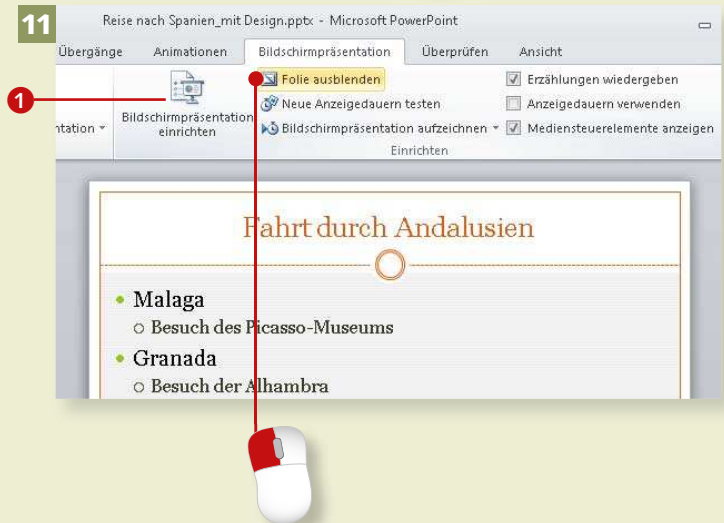 11
Reise nach Spanien_mit Design.pptx - Microsoft PowerPoint
Übergänge Animationen Bildschirmpräsentation Überprüfen Ansicht
1
ntation
Bildschirmpräsentation
einrichten
Folie ausblenden
Neue Anzeigedauern testen
Bildschirmpräsentation aufzeichnen
Erzählungen wiedergeben
Anzeigedauern verwenden
Mediensteuerelemente anzeigen
Einrichten
Fahrt durch Andalusien
Malaga
Besuch des Picasso-Museums
Granada
Besuch der Alhambra